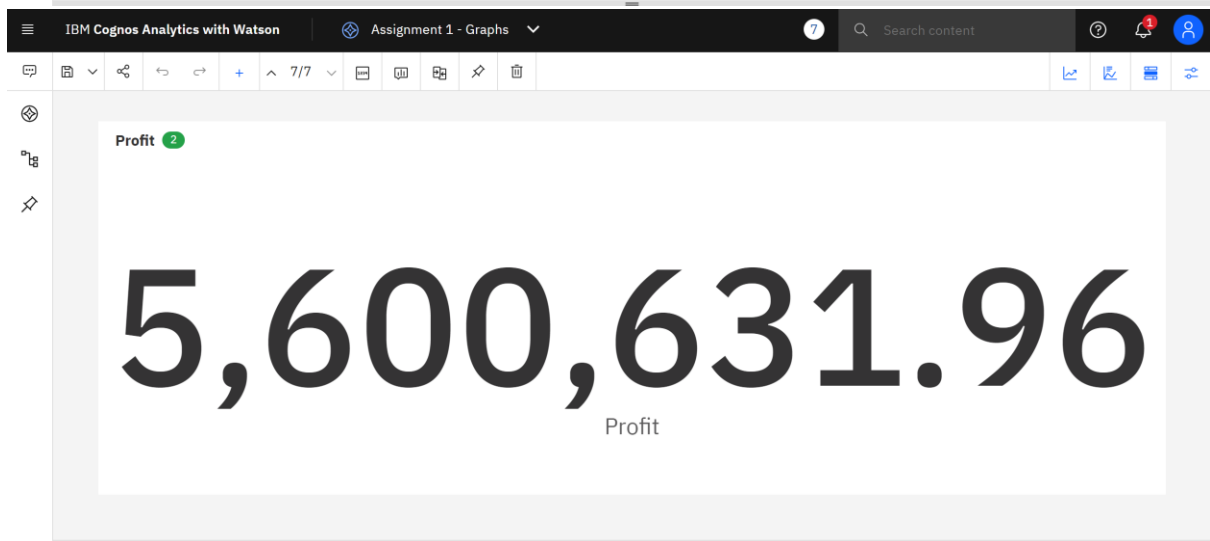 IBM Cognos Analytics with Watson
Assignment 1 - Graphs
7
Search content
1
7/7
Profit 2
5,600,631.96
Profit